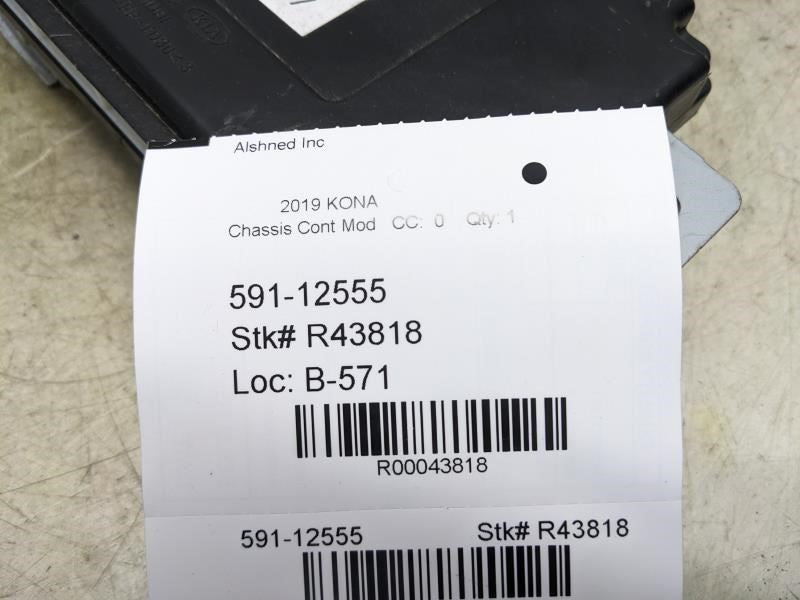 KIA
Alshned Inc
2019 KONA
Chassis Cont Mod CC: 0 Qty: 1
591-12555
Stk# R43818
Loc: B-571
R00043818
591-12555 Stk# R43818